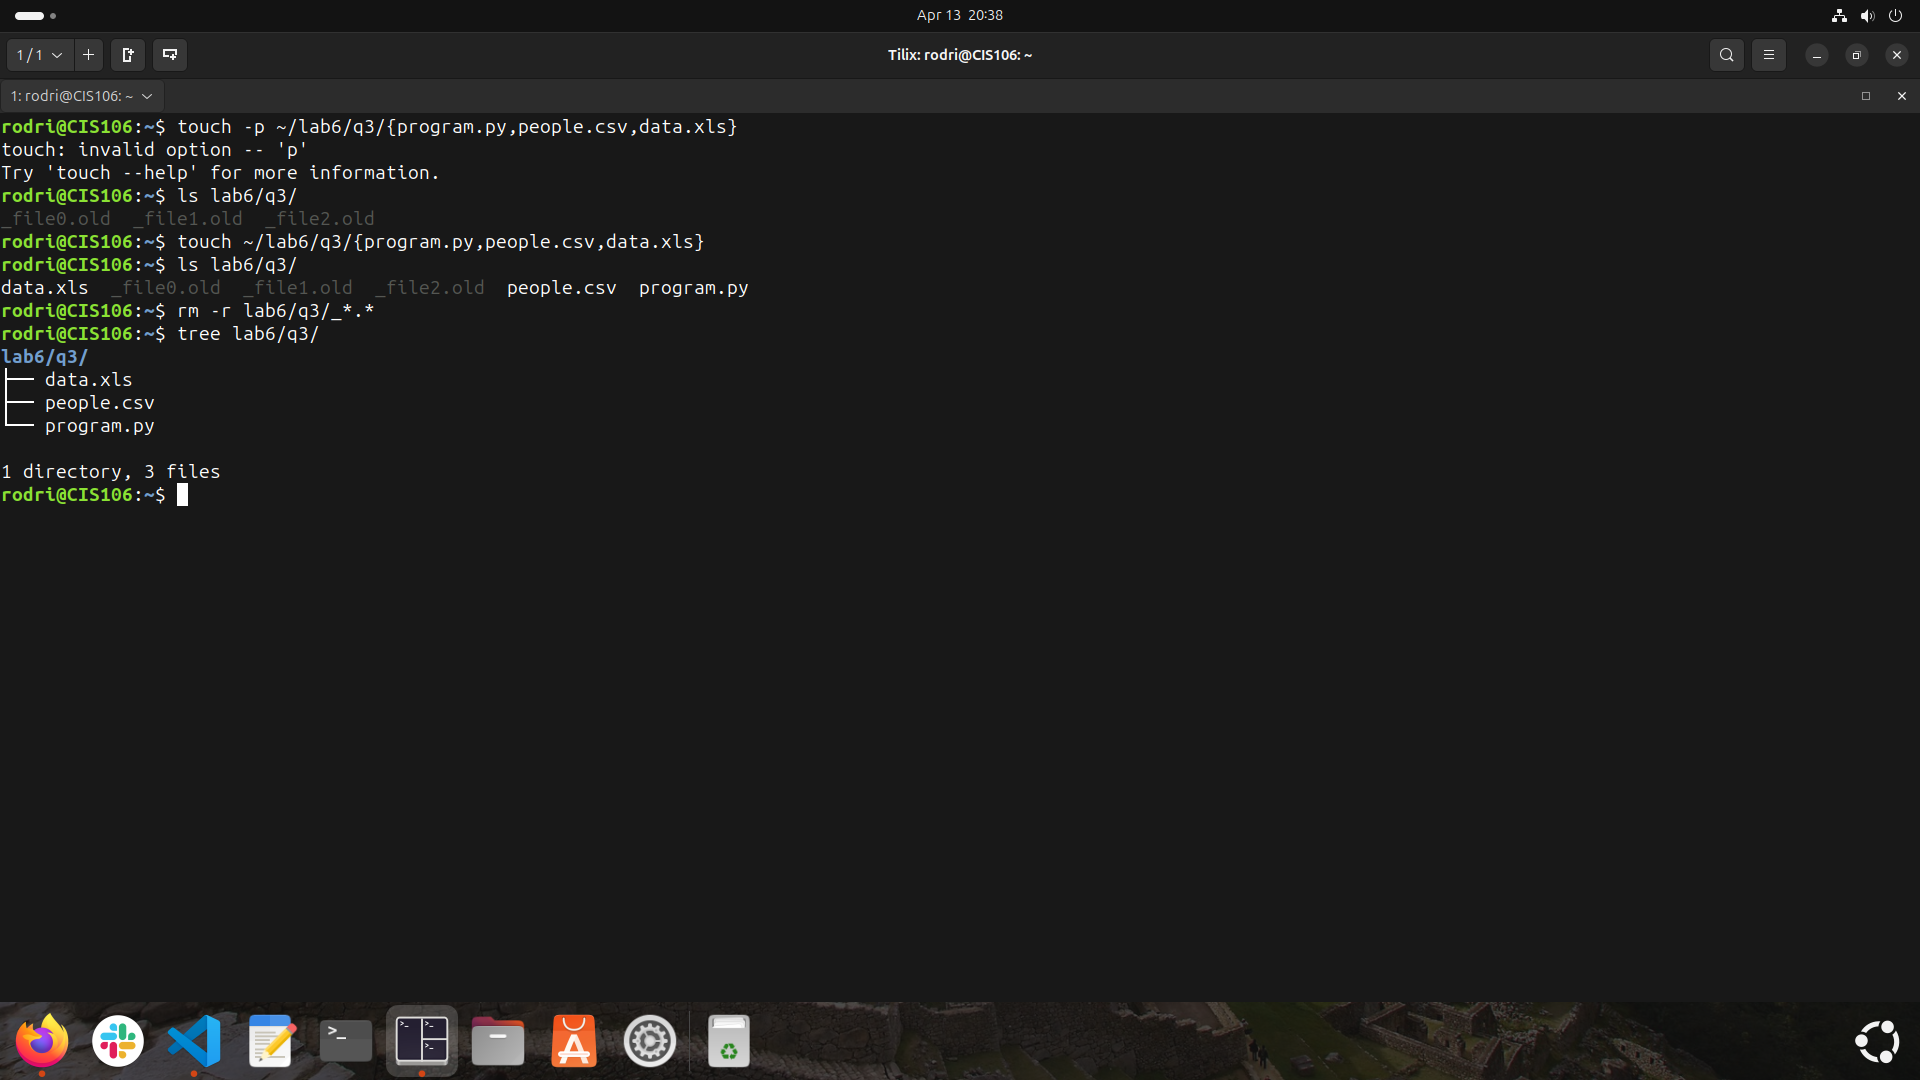 Apr 13 20:38
1 / 1
Tilix: rodri@CIS106: ~
1: rodri@CIS106: ~
rodri@CIS106:~$ touch -p ~/lab6/q3/{program.py,people.csv,data.xls}
touch: invalid option -- 'p'
Try 'touch --help' for more information.
rodri@CIS106:~$ ls lab6/q3/
_file0.old  _file1.old  _file2.old
rodri@CIS106:~$ touch ~/lab6/q3/{program.py,people.csv,data.xls}
rodri@CIS106:~$ ls lab6/q3/
data.xls  _file0.old  _file1.old  _file2.old  people.csv  program.py
rodri@CIS106:~$ rm -r lab6/q3/_*.*
rodri@CIS106:~$ tree lab6/q3/
lab6/q3/
├── data.xls
├── people.csv
└── program.py
1 directory, 3 files
rodri@CIS106:~$